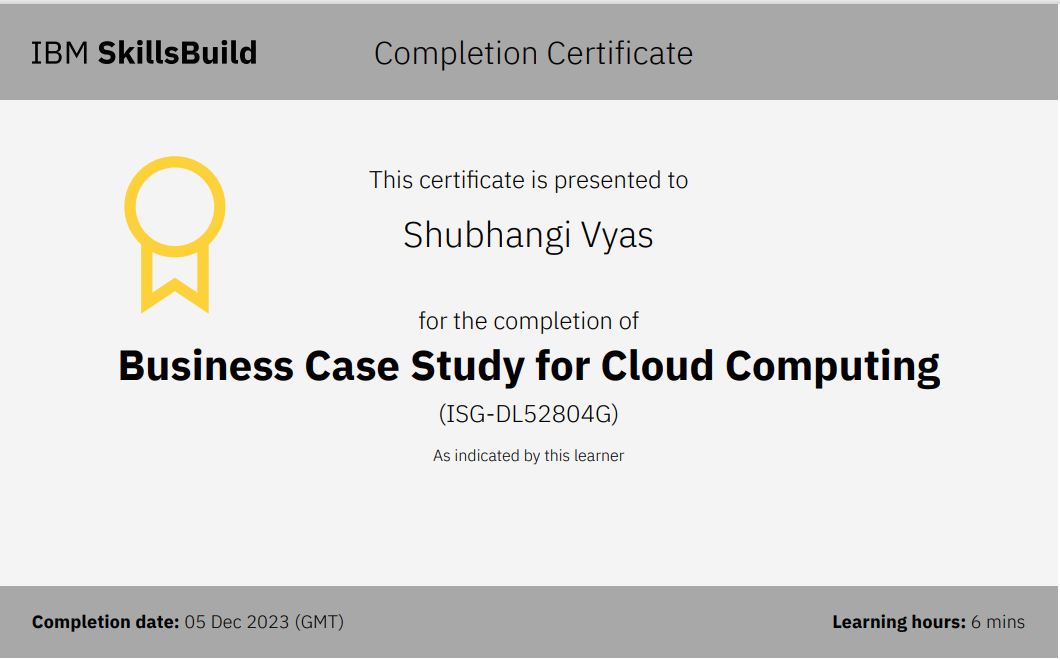 IBM SkillsBuild
Completion Certificate
This certificate is presented to
Shubhangi Vyas
for the completion of
Business Case Study for Cloud Computing
(ISG-DL52804G)
As indicated by this learner
Completion date: 05 Dec 2023 (GMT)
Learning hours: 6 mins